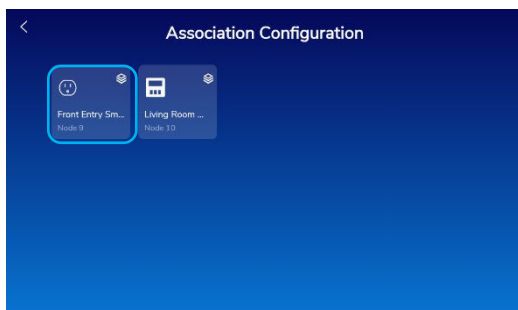 Association Configuration
Front Entry Sm...
Node 9
Living Room ...
Node 10